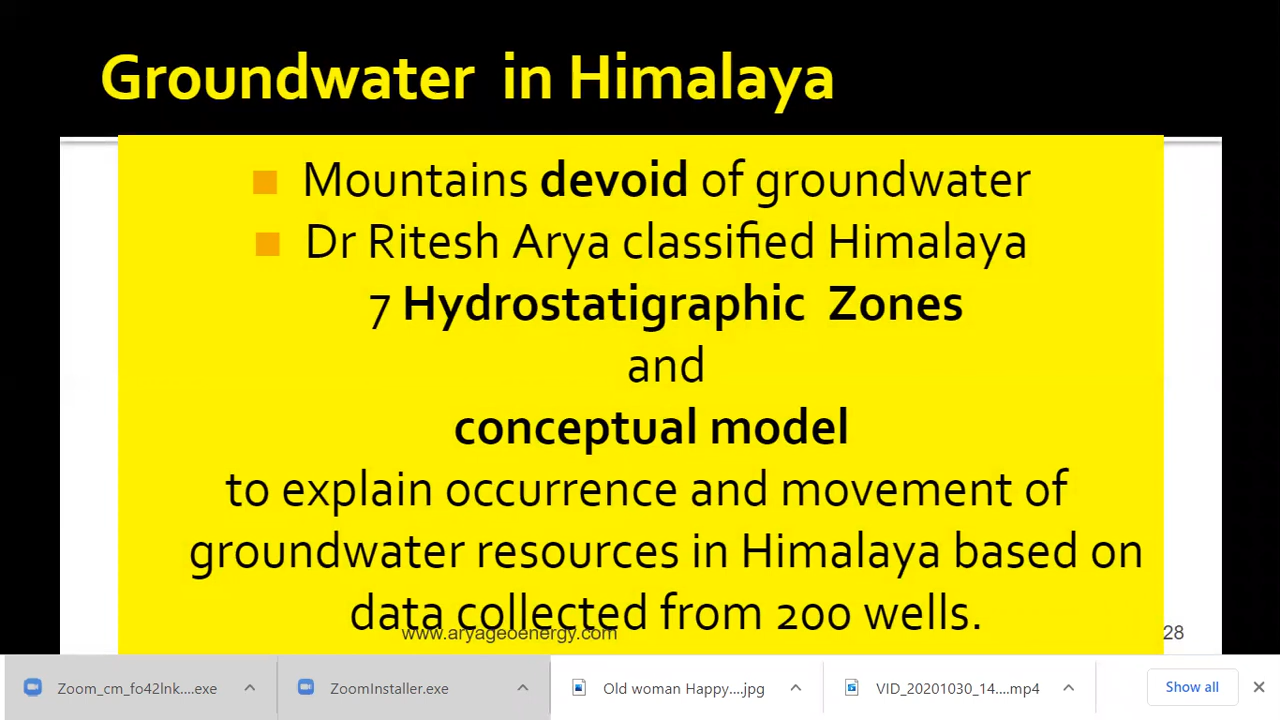 Groundwater in Himalaya
Mountains devoid of groundwater
Dr Ritesh Arya classified Himalaya
7 Hydrostatigraphic Zones
and
conceptual model
to explain occurrence and movement of
groundwater resources in Himalaya based on
data collected from 200 wells.
www.aryageoenergy.com
28
Zoom_cm_fo42lnk....exe
ZoomInstaller.exe
Old woman Happy....jpg
VID_20201030_14....mp4
Show all